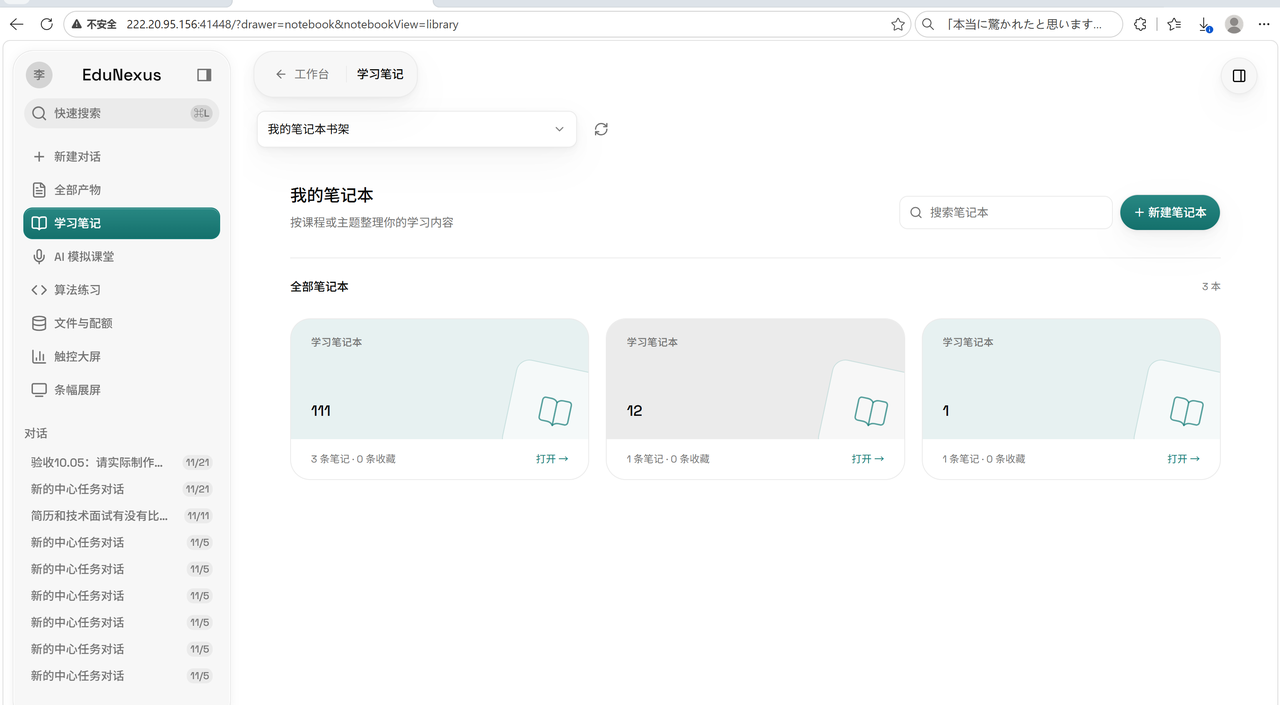 不安全 222.20.95.156:41448/?drawer=notebook&notebookView=library
「本当に驚かれたと思います...
李 EduNexus
快速搜索 ⌘L
新建对话
全部产物
学习笔记
AI 模拟课堂
算法练习
文件与配额
触控大屏
条幅展屏
对话
验收10.05：请实际制作... 11/21
新的中心任务对话 11/21
简历和技术面试有没有比... 11/11
新的中心任务对话 11/5
新的中心任务对话 11/5
新的中心任务对话 11/5
新的中心任务对话 11/5
新的中心任务对话 11/5
新的中心任务对话 11/5
← 工作台 学习笔记
我的笔记本书架
我的笔记本
按课程或主题整理你的学习内容
搜索笔记本
+ 新建笔记本
全部笔记本 3 本
学习笔记本
111
3 条笔记 · 0 条收藏 打开 →
学习笔记本
12
1 条笔记 · 0 条收藏 打开 →
学习笔记本
1
1 条笔记 · 0 条收藏 打开 →